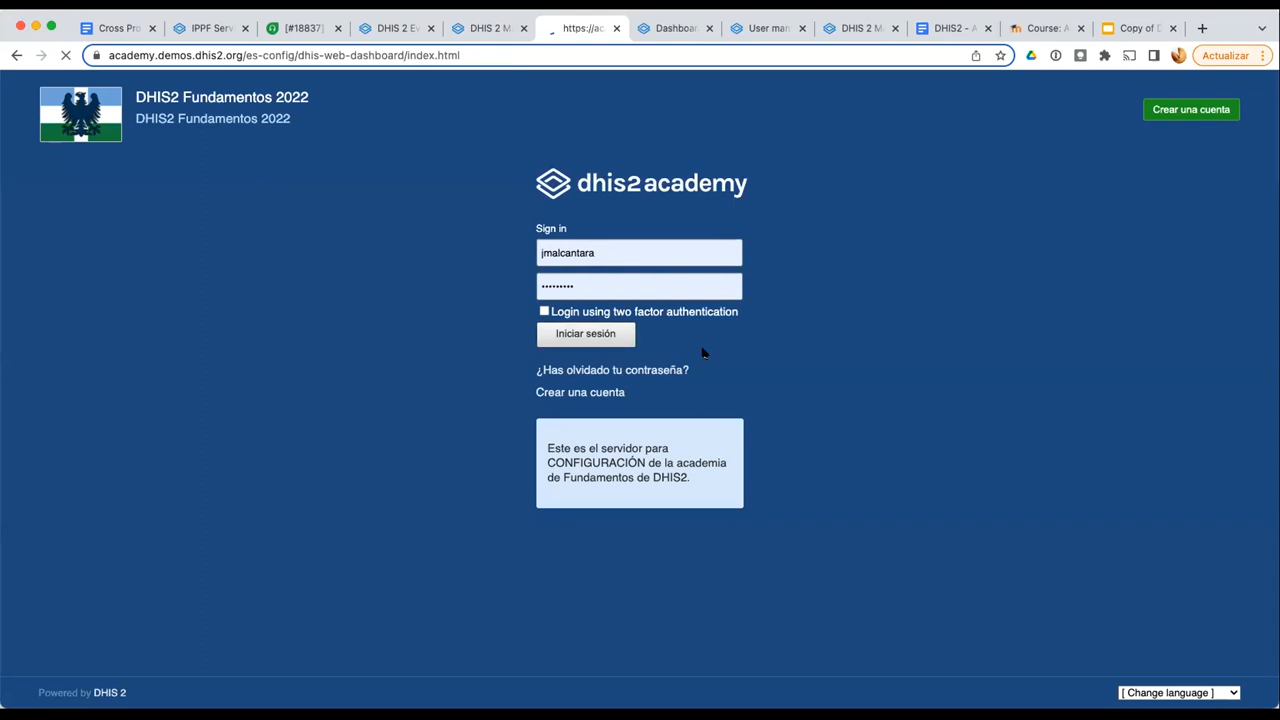 Cross Pro
IPPF Serv
[#18837]
DHIS 2 Ev
DHIS 2 M
https://ac
Dashboar
User man
DHIS 2 M
DHIS2 - A
Course: A
Copy of D
academy.demos.dhis2.org/es-config/dhis-web-dashboard/index.html
Actualizar
DHIS2 Fundamentos 2022
DHIS2 Fundamentos 2022
Crear una cuenta
dhis2 academy
Sign in
jmalcantara
•••••••••
Login using two factor authentication
Iniciar sesión
¿Has olvidado tu contraseña?
Crear una cuenta
Este es el servidor para
CONFIGURACIÓN de la academia
de Fundamentos de DHIS2.
Powered by DHIS 2
[ Change language ]